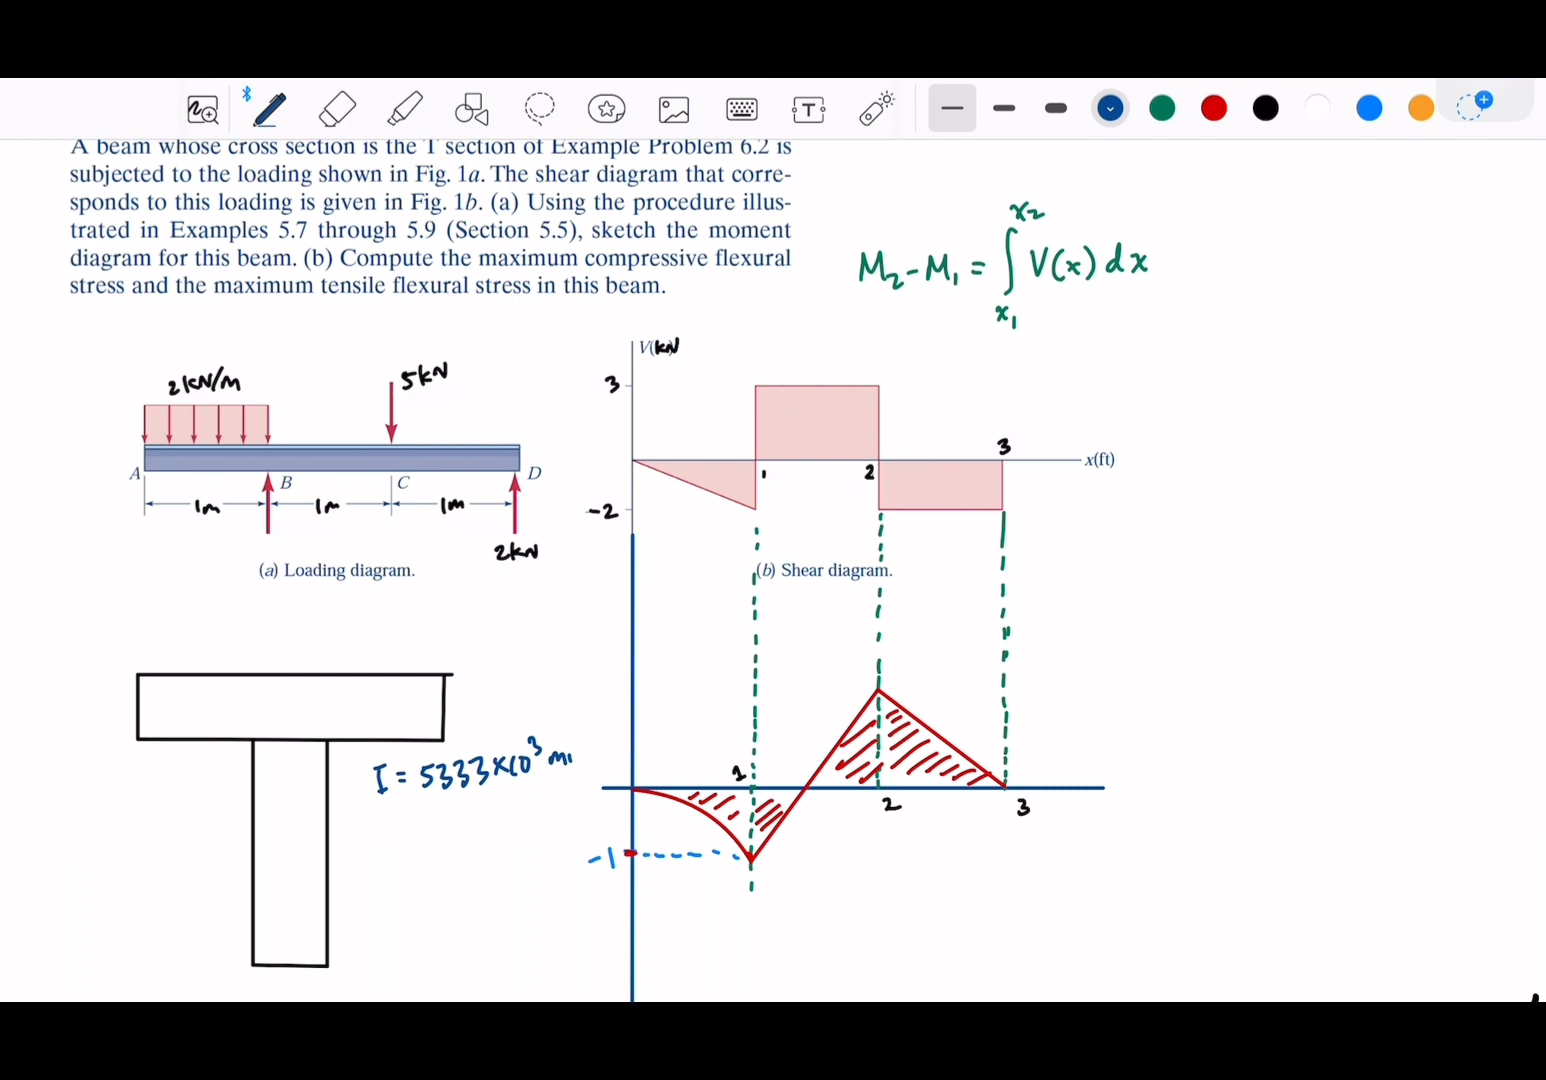 A beam whose cross section is the T section of Example Problem 6.2 is
subjected to the loading shown in Fig. 1a. The shear diagram that corre-
sponds to this loading is given in Fig. 1b. (a) Using the procedure illus-
trated in Examples 5.7 through 5.9 (Section 5.5), sketch the moment
diagram for this beam. (b) Compute the maximum compressive flexural
stress and the maximum tensile flexural stress in this beam.
M₂-M₁ = ∫ V(x) dx
x₂
x₁
2kN/m
5kN
A
B
C
D
1m
1m
1m
2kN
(a) Loading diagram.
V(kN)
3
-2
1
2
3
x(ft)
(b) Shear diagram.
I = 5333×10³ m
1
2
3
-1